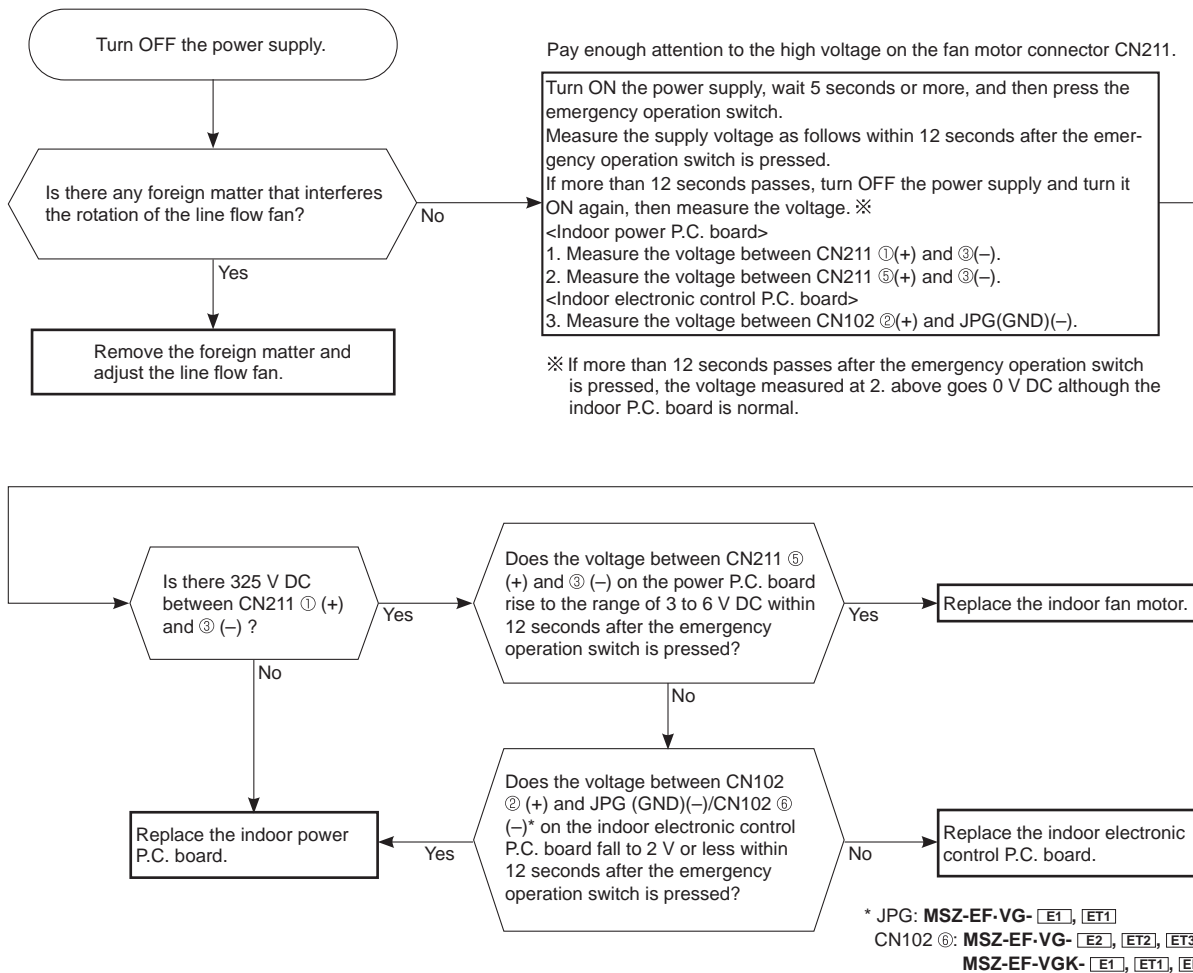 Turn OFF the power supply.
Is there any foreign matter that interferes
the rotation of the line flow fan?
No
Yes
Remove the foreign matter and
adjust the line flow fan.
Pay enough attention to the high voltage on the fan motor connector CN211.
Turn ON the power supply, wait 5 seconds or more, and then press the
emergency operation switch.
Measure the supply voltage as follows within 12 seconds after the emer-
gency operation switch is pressed.
If more than 12 seconds passes, turn OFF the power supply and turn it
ON again, then measure the voltage. ※
<Indoor power P.C. board>
1. Measure the voltage between CN211 ①(+) and ③(–).
2. Measure the voltage between CN211 ⑤(+) and ③(–).
<Indoor electronic control P.C. board>
3. Measure the voltage between CN102 ②(+) and JPG(GND)(–).
※ If more than 12 seconds passes after the emergency operation switch
is pressed, the voltage measured at 2. above goes 0 V DC although the
indoor P.C. board is normal.
Is there 325 V DC
between CN211 ① (+)
and ③ (–) ?
Yes
No
Does the voltage between CN211 ⑤
(+) and ③ (–) on the power P.C. board
rise to the range of 3 to 6 V DC within
12 seconds after the emergency
operation switch is pressed?
Yes
No
Replace the indoor fan motor.
Does the voltage between CN102
② (+) and JPG (GND)(–)/CN102 ⑥
(–)* on the indoor electronic control
P.C. board fall to 2 V or less within
12 seconds after the emergency
operation switch is pressed?
Yes
No
Replace the indoor power
P.C. board.
Replace the indoor electronic
control P.C. board.
* JPG: MSZ-EF·VG- E1, ET1
CN102 ⑥: MSZ-EF·VG- E2, ET2, ET3
MSZ-EF-VGK- E1, ET1,